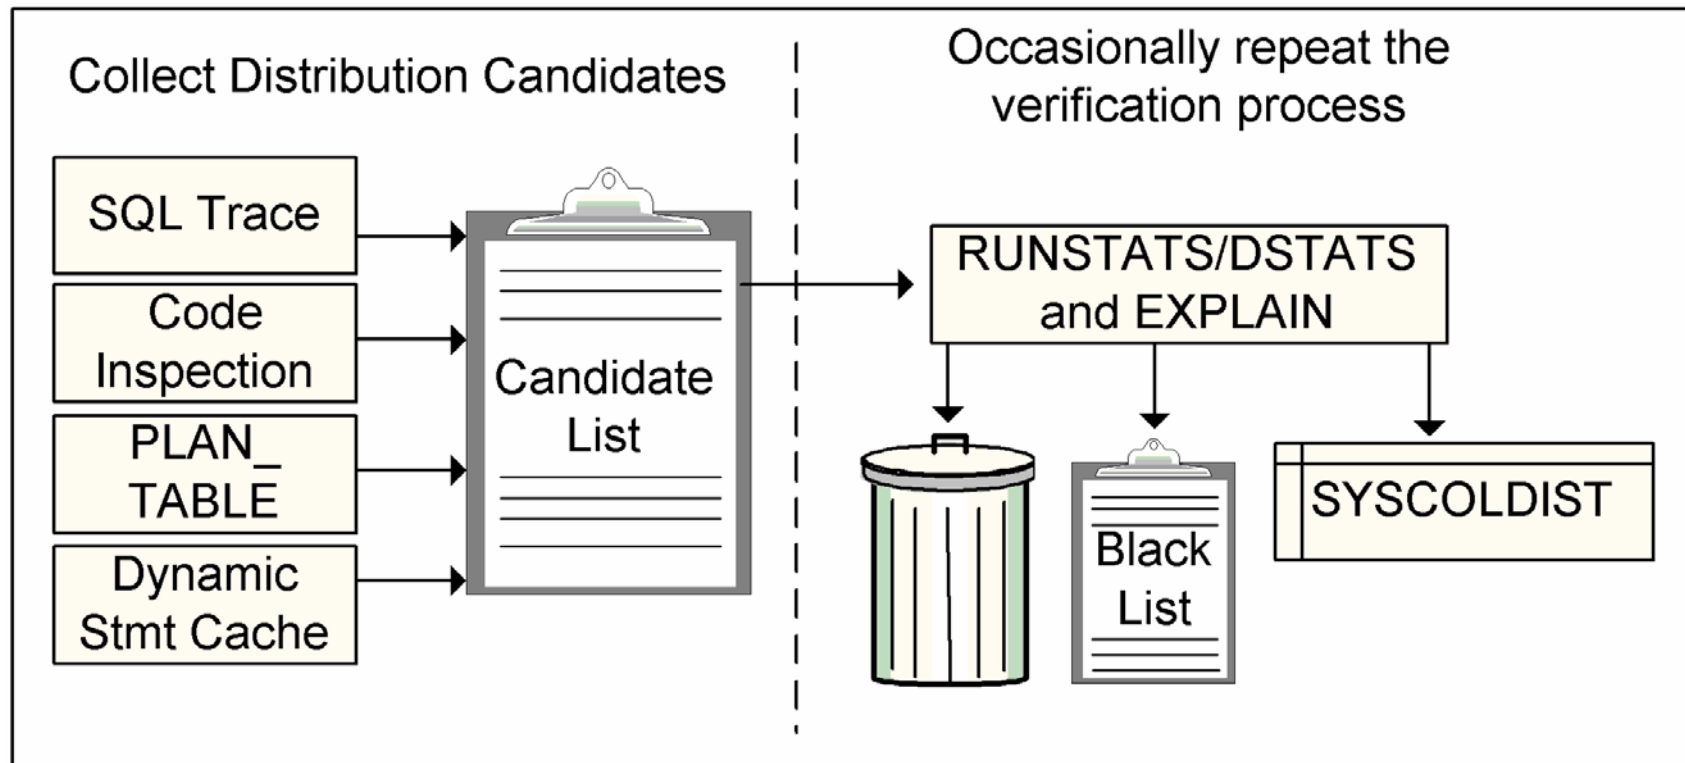 Collect Distribution Candidates
SQL Trace
Code
Inspection
PLAN_
TABLE
Dynamic
Stmt Cache
Candidate
List
Occasionally repeat the
verification process
RUNSTATS/DSTATS
and EXPLAIN
Black
List
SYSCOLDIST